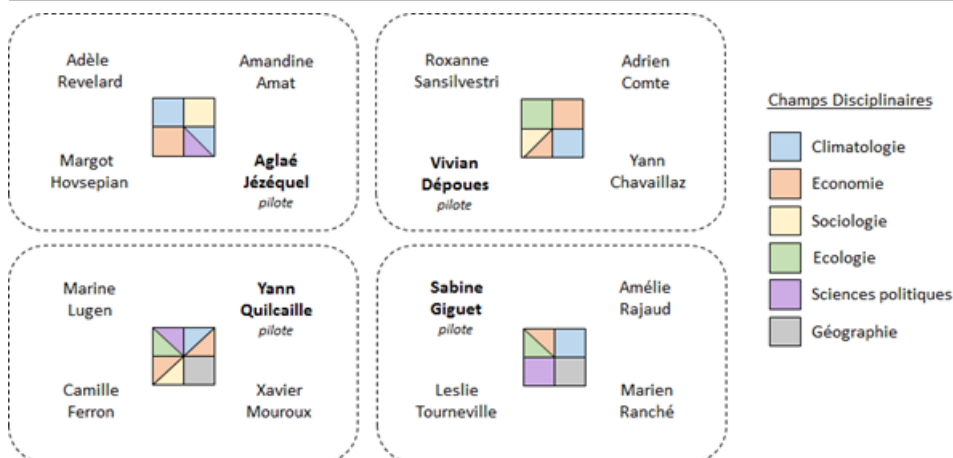 Adèle
Revelard
Amandine
Amat
Margot
Hovsepian
Aglaé
Jézéquel
pilote
Roxanne
Sansilvestri
Adrien
Comte
Vivian
Dépoues
pilote
Yann
Chavaillaz
Marine
Lugen
Yann
Quilcaille
pilote
Camille
Ferron
Xavier
Mouroux
Sabine
Giguet
pilote
Amélie
Rajaud
Leslie
Tourneville
Marien
Ranché
Champs Disciplinaires
Climatologie
Economie
Sociologie
Ecologie
Sciences politiques
Géographie